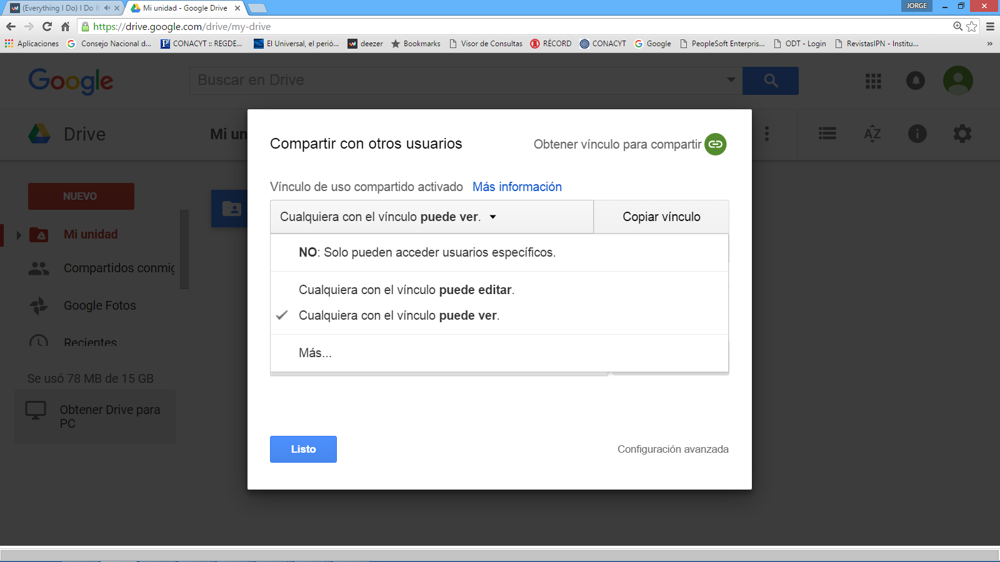 (Everything I Do) I Do It
Mi unidad - Google Drive
JORGE
https://drive.google.com/drive/my-drive
Aplicaciones
Consejo Nacional d...
CONACYT :: REGDE...
El Universal, el perió...
deezer
Bookmarks
Visor de Consultas
RÉCORD
CONACYT
Google
PeopleSoft Enterpris...
ODT - Login
RevistasIPN - Institu...
»
Google
Buscar en Drive
Drive
Mi un
AZ
Compartir con otros usuarios
Obtener vínculo para compartir
Vínculo de uso compartido activado Más información
Cualquiera con el vínculo puede ver.
Copiar vínculo
NO: Solo pueden acceder usuarios específicos.
Cualquiera con el vínculo puede editar.
Cualquiera con el vínculo puede ver.
Más...
Listo
Configuración avanzada
NUEVO
Mi unidad
Compartidos conmig
Google Fotos
Recientes
Se usó 78 MB de 15 GB
Obtener Drive para
PC